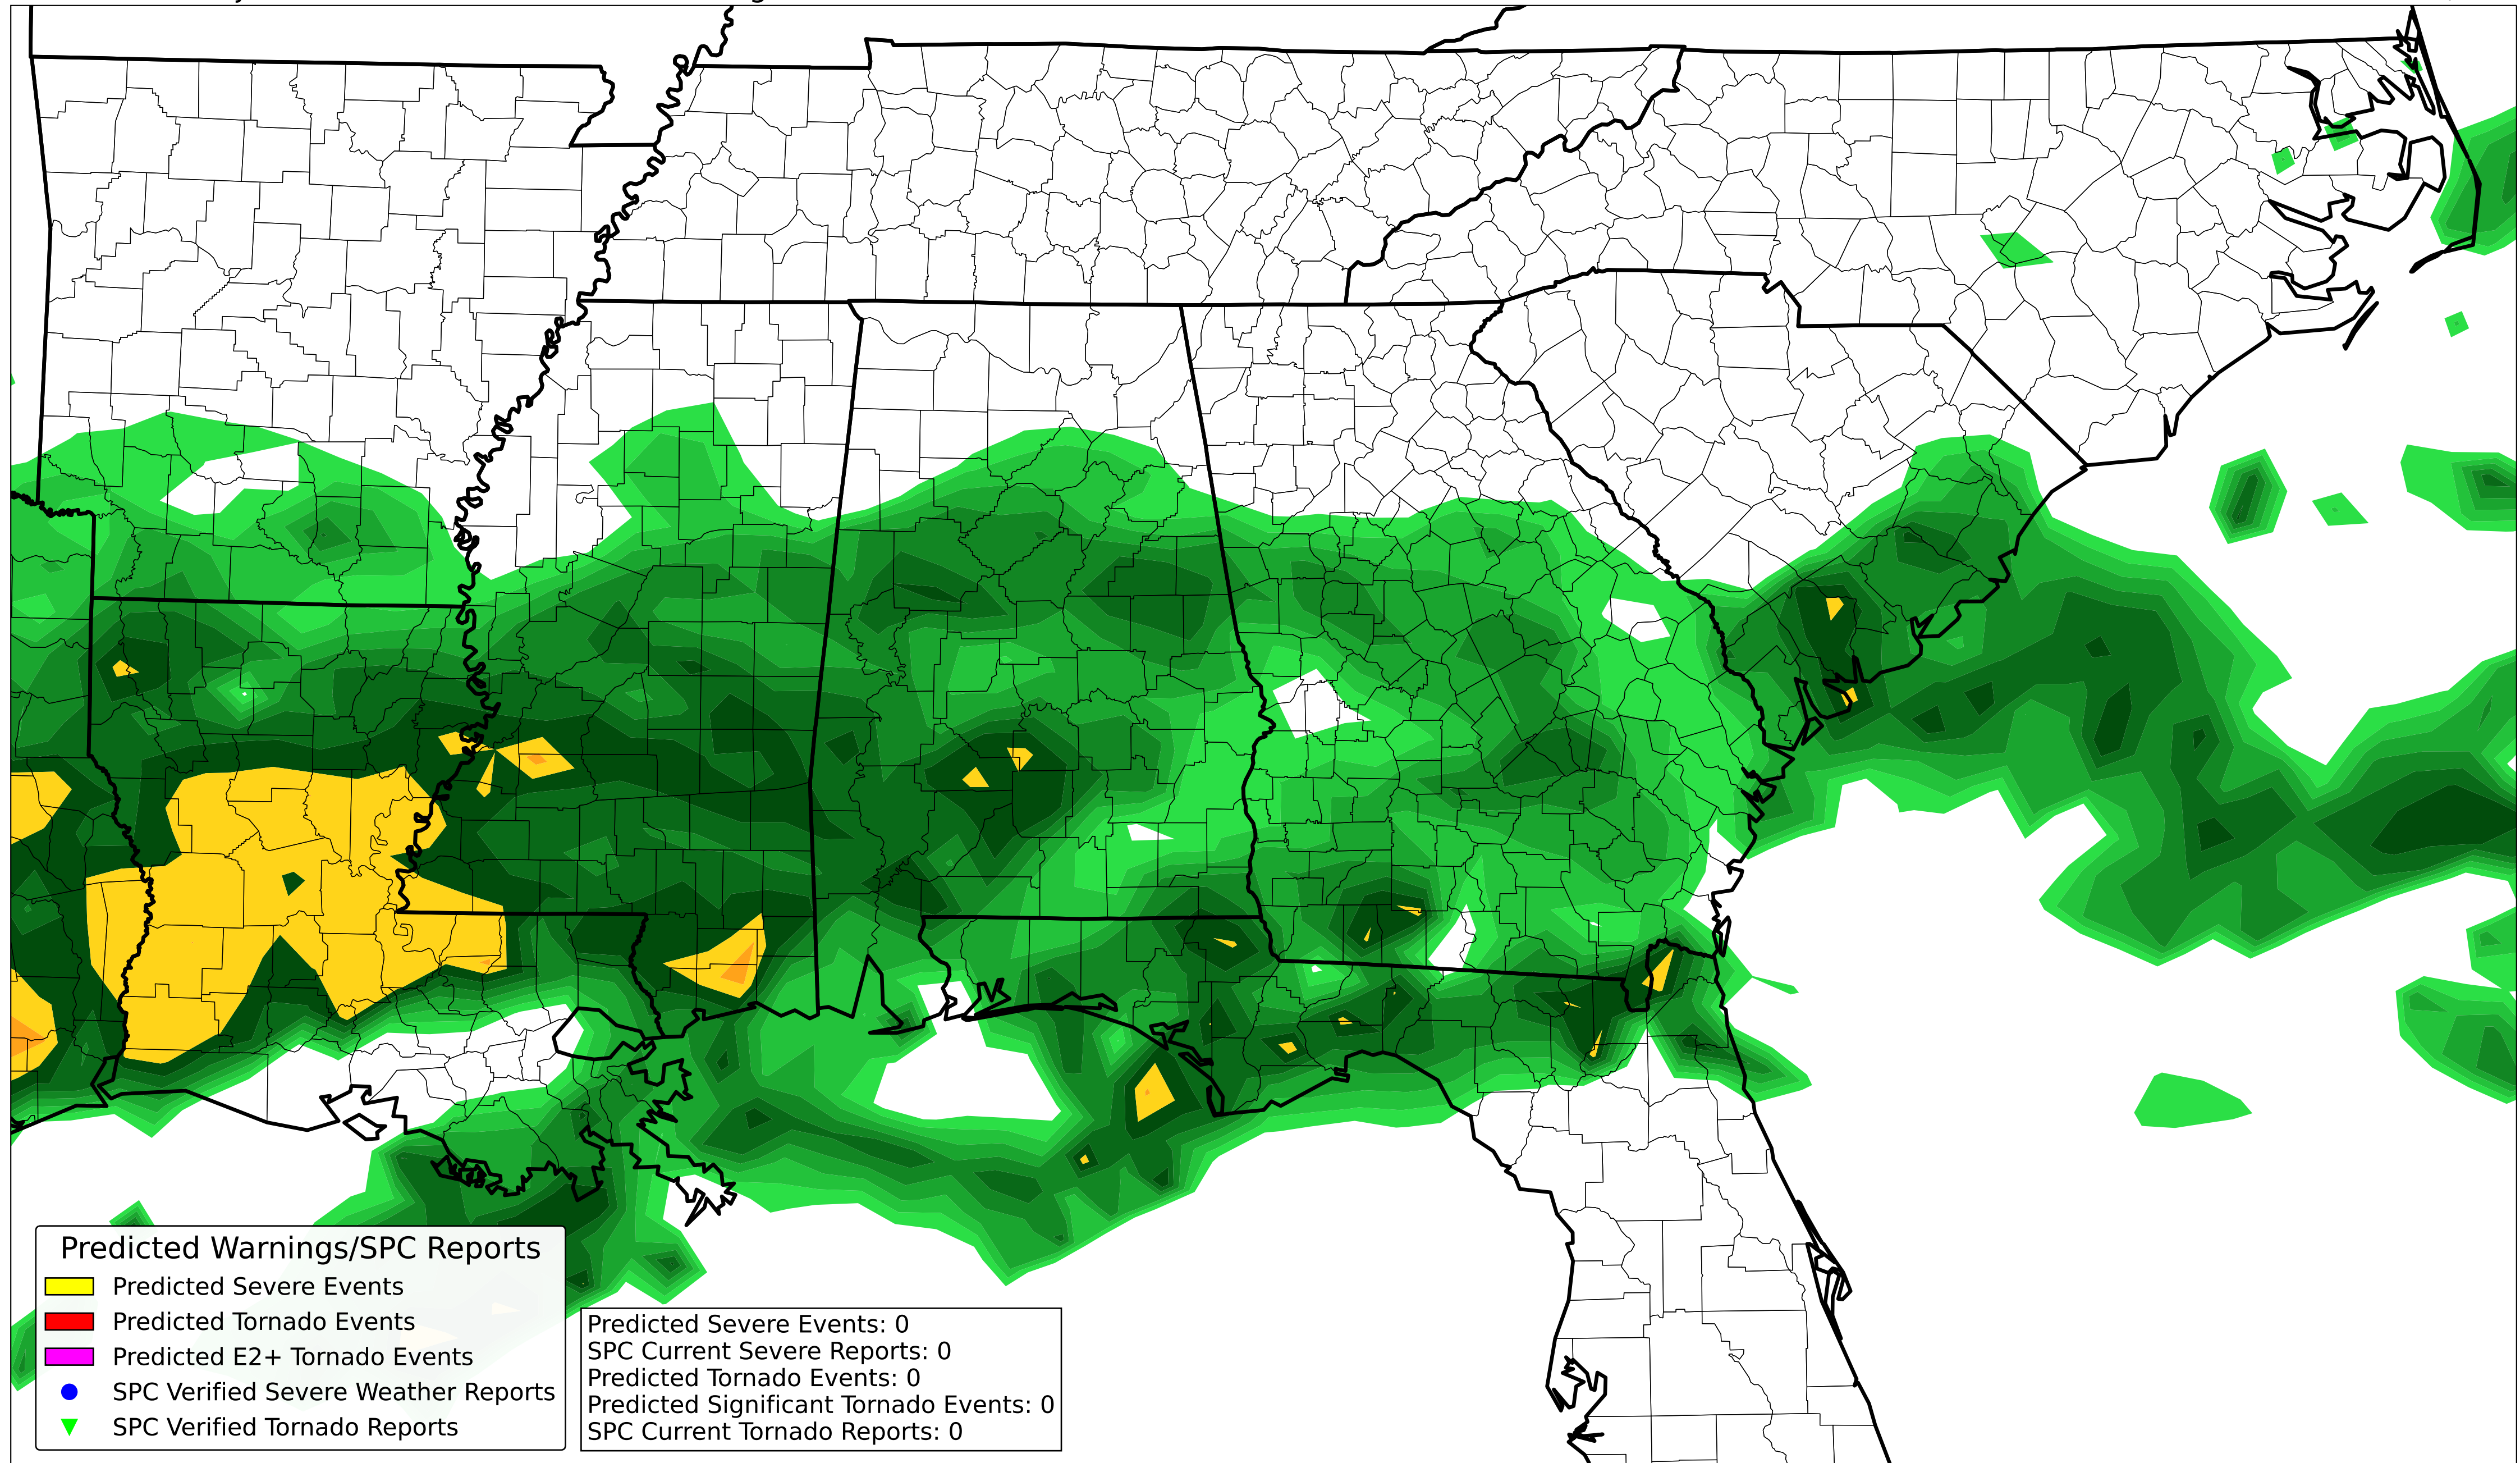 Predicted Warnings/SPC Reports
Predicted Severe Events
Predicted Tornado Events
Predicted E2+ Tornado Events
SPC Verified Severe Weather Reports
SPC Verified Tornado Reports
Predicted Severe Events: 0
SPC Current Severe Reports: 0
Predicted Tornado Events: 0
Predicted Significant Tornado Events: 0
SPC Current Tornado Reports: 0